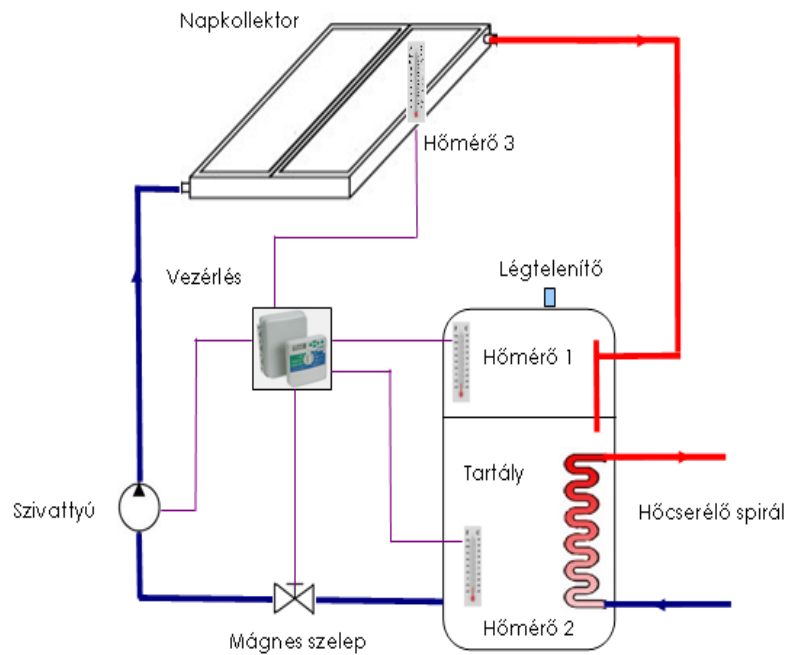 Napkollektor
Hőmérő 3
Légtelenítő
Vezérlés
Hőmérő 1
Tartály
Szivattyú
Hőcserélő spirál
Hőmérő 2
Mágnes szelep